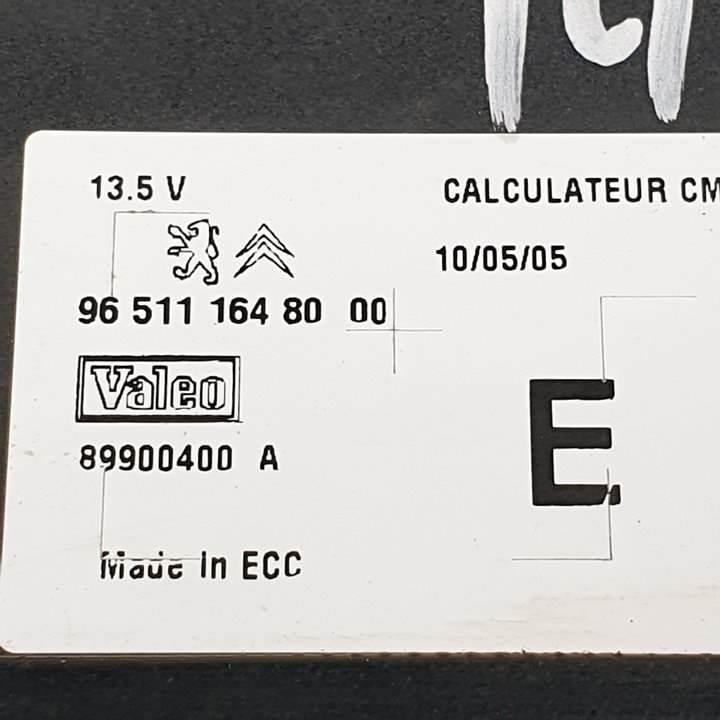 13.5 V
CALCULATEUR CM
10/05/05
96 511 164 80 00
Valeo
E
89900400 A
Made In ECC